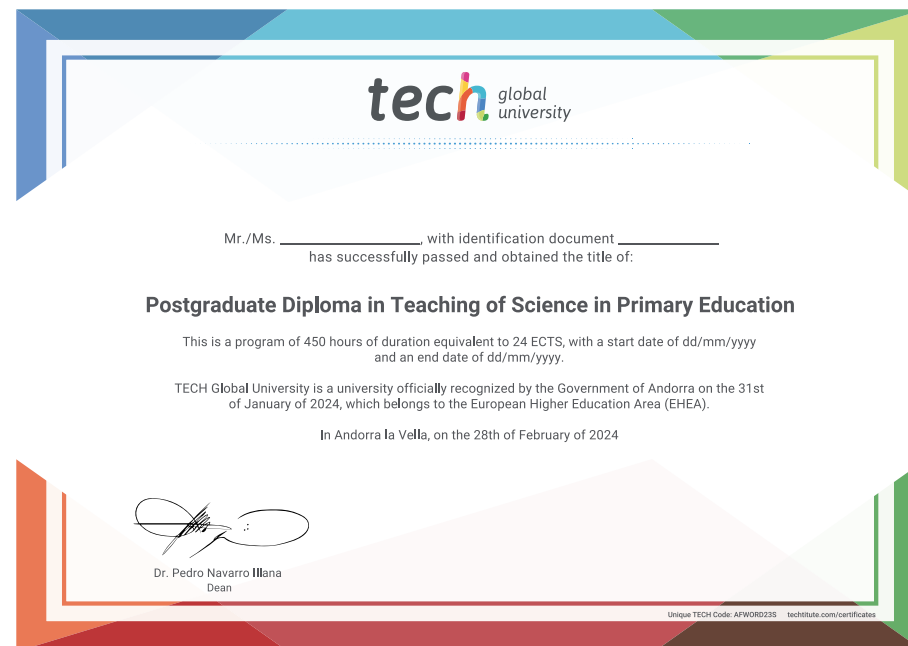 tech global university
Mr./Ms. ____________________, with identification document ______________
has successfully passed and obtained the title of:
Postgraduate Diploma in Teaching of Science in Primary Education
This is a program of 450 hours of duration equivalent to 24 ECTS, with a start date of dd/mm/yyyy
and an end date of dd/mm/yyyy.
TECH Global University is a university officially recognized by the Government of Andorra on the 31st
of January of 2024, which belongs to the European Higher Education Area (EHEA).
In Andorra la Vella, on the 28th of February of 2024
Dr. Pedro Navarro Illana
Dean
Unique TECH Code: AFWORD23S techtitute.com/certificates